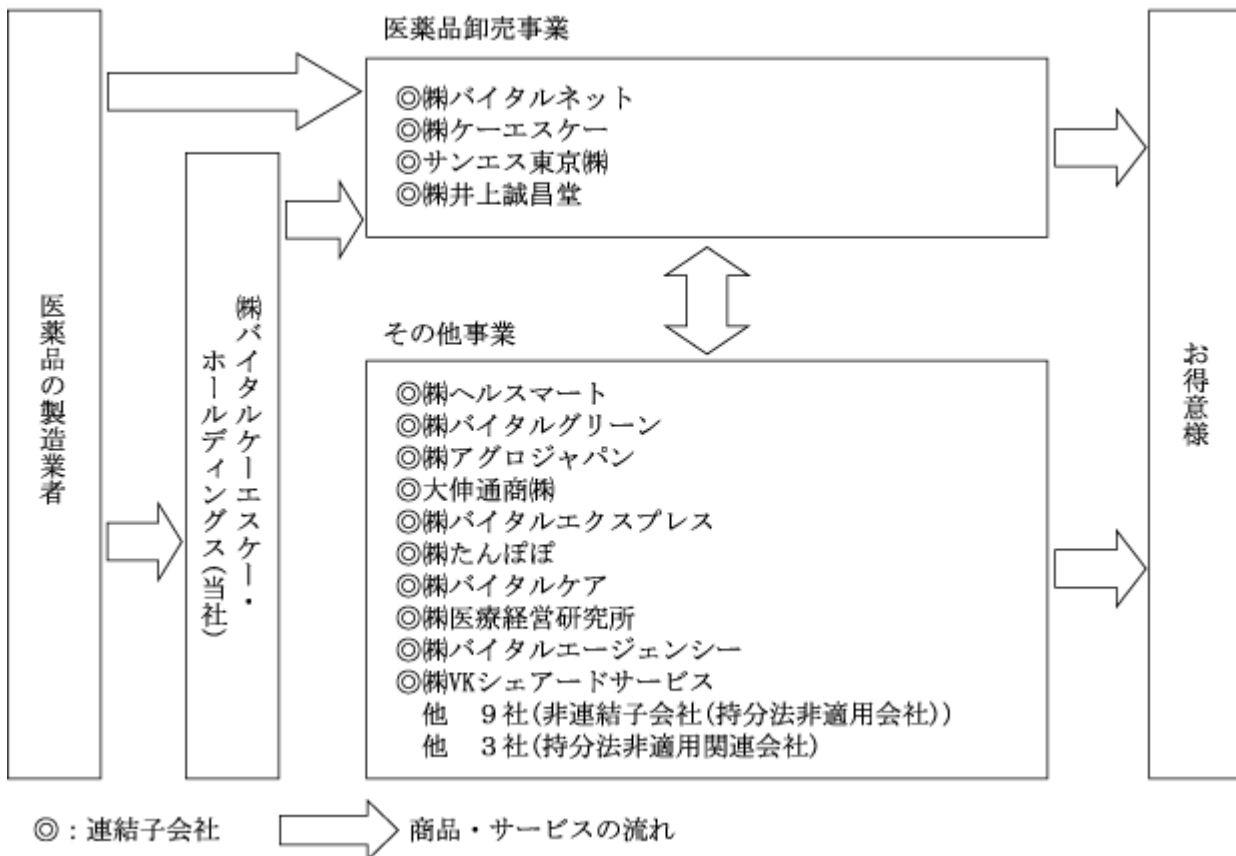 医薬品の製造業者
㈱バイタルケーエスケー・
ホールディングス(当社)
医薬品卸売事業
◎㈱バイタルネット
◎㈱ケーエスケー
◎サンエス東京㈱
◎㈱井上誠昌堂
その他事業
◎㈱ヘルスマート
◎㈱バイタルグリーン
◎㈱アグロジャパン
◎大伸通商㈱
◎㈱バイタルエクスプレス
◎㈱たんぽぽ
◎㈱バイタルケア
◎㈱医療経営研究所
◎㈱バイタルエージェンシー
◎㈱VKシェアードサービス
他 9社(非連結子会社(持分法非適用会社))
他 3社(持分法非適用関連会社)
お得意様
◎:連結子会社 商品・サービスの流れ